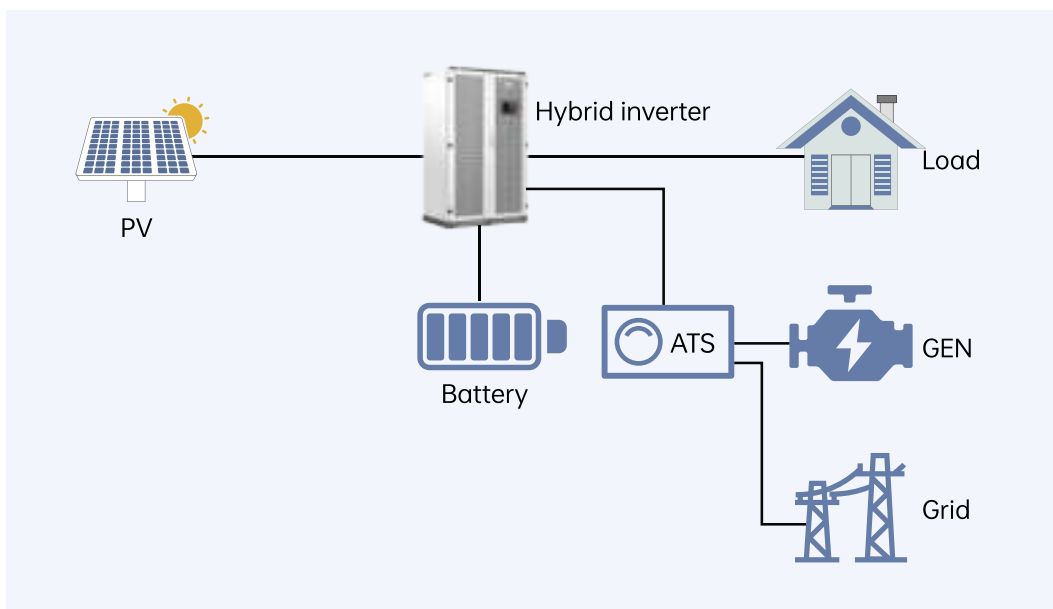 Hybrid inverter
Load
PV
ATS
GEN
Battery
Grid